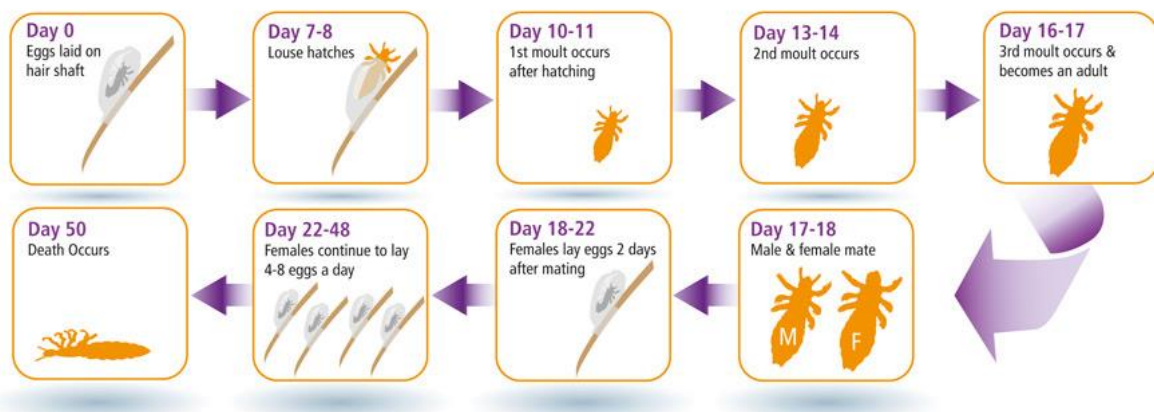 Day 0
Eggs laid on
hair shaft
Day 7-8
Louse hatches
Day 10-11
1st moult occurs
after hatching
Day 13-14
2nd moult occurs
Day 16-17
3rd moult occurs &
becomes an adult
Day 17-18
Male & female mate
M
F
Day 18-22
Females lay eggs 2 days
after mating
Day 22-48
Females continue to lay
4-8 eggs a day
Day 50
Death Occurs